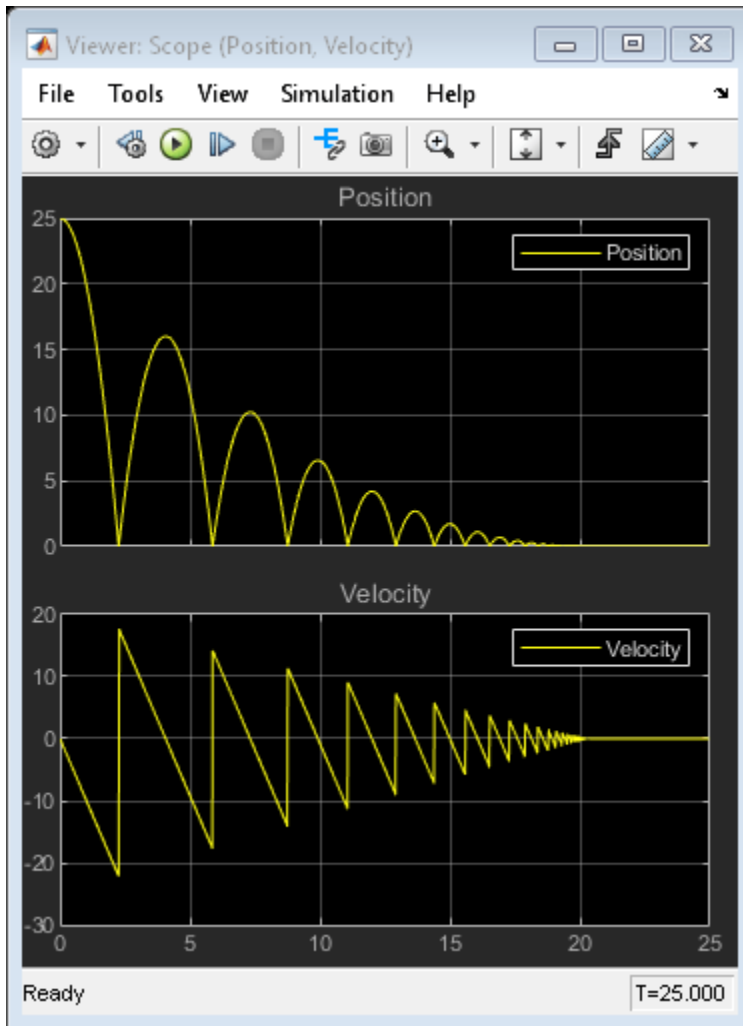 Viewer: Scope (Position, Velocity)
File Tools View Simulation Help
Position
25
Position
20
15
10
5
0
Velocity
20
Velocity
10
0
-10
-20
-30
0 5 10 15 20 25
Ready T=25.000